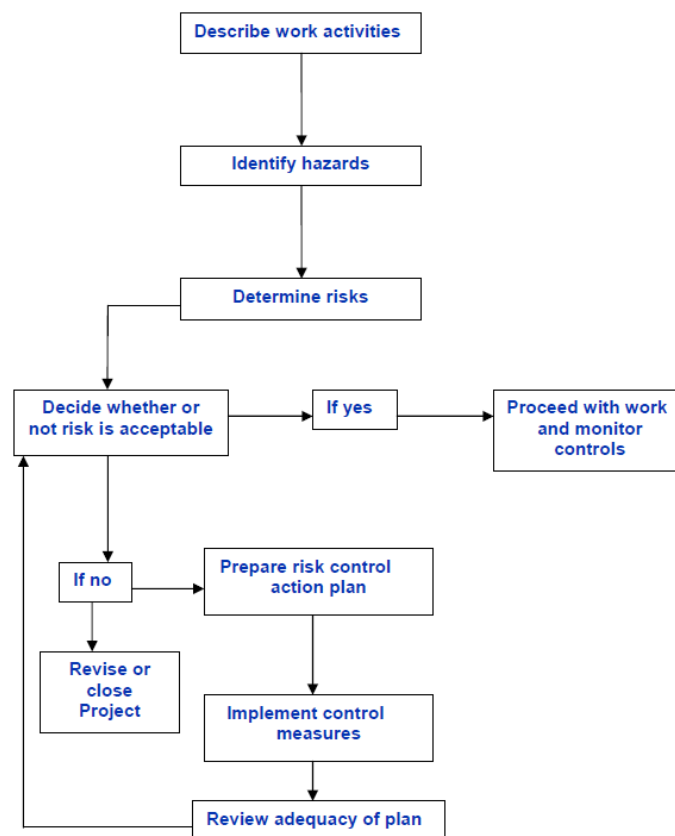 Describe work activities
Identify hazards
Determine risks
Decide whether or
not risk is acceptable
If yes
Proceed with work
and monitor
controls
If no
Prepare risk control
action plan
Revise or
close
Project
Implement control
measures
Review adequacy of plan